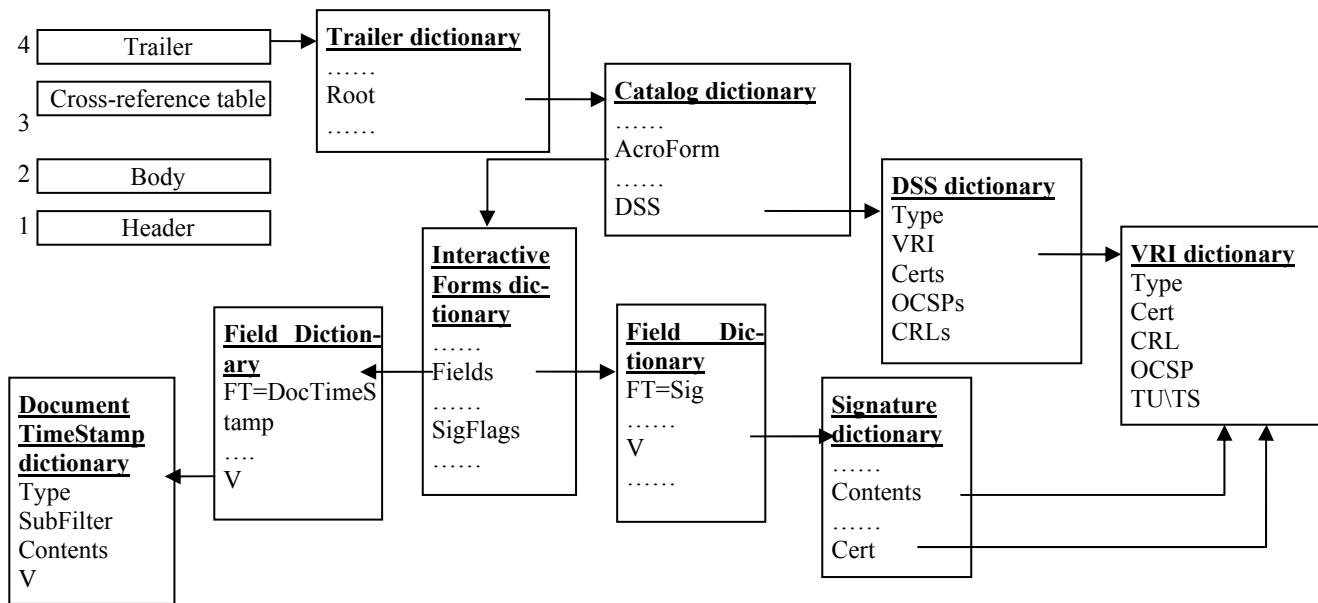 4
Trailer
Cross-reference table
3
2
Body
1
Header
Trailer dictionary
......
Root
......
Catalog dictionary
......
AcroForm
......
DSS
DSS dictionary
Type
VRI
Certs
OCSPs
CRLs
VRI dictionary
Type
Cert
CRL
OCSP
TU\TS
Interactive
Forms dic-
tionary
......
Fields
......
SigFlags
......
Field Diction-
ary
FT=DocTimeS
tamp
....
V
Field Dic-
tionary
FT=Sig
......
V
......
Document
TimeStamp
dictionary
Type
SubFilter
Contents
V
Signature
dictionary
......
Contents
......
Cert